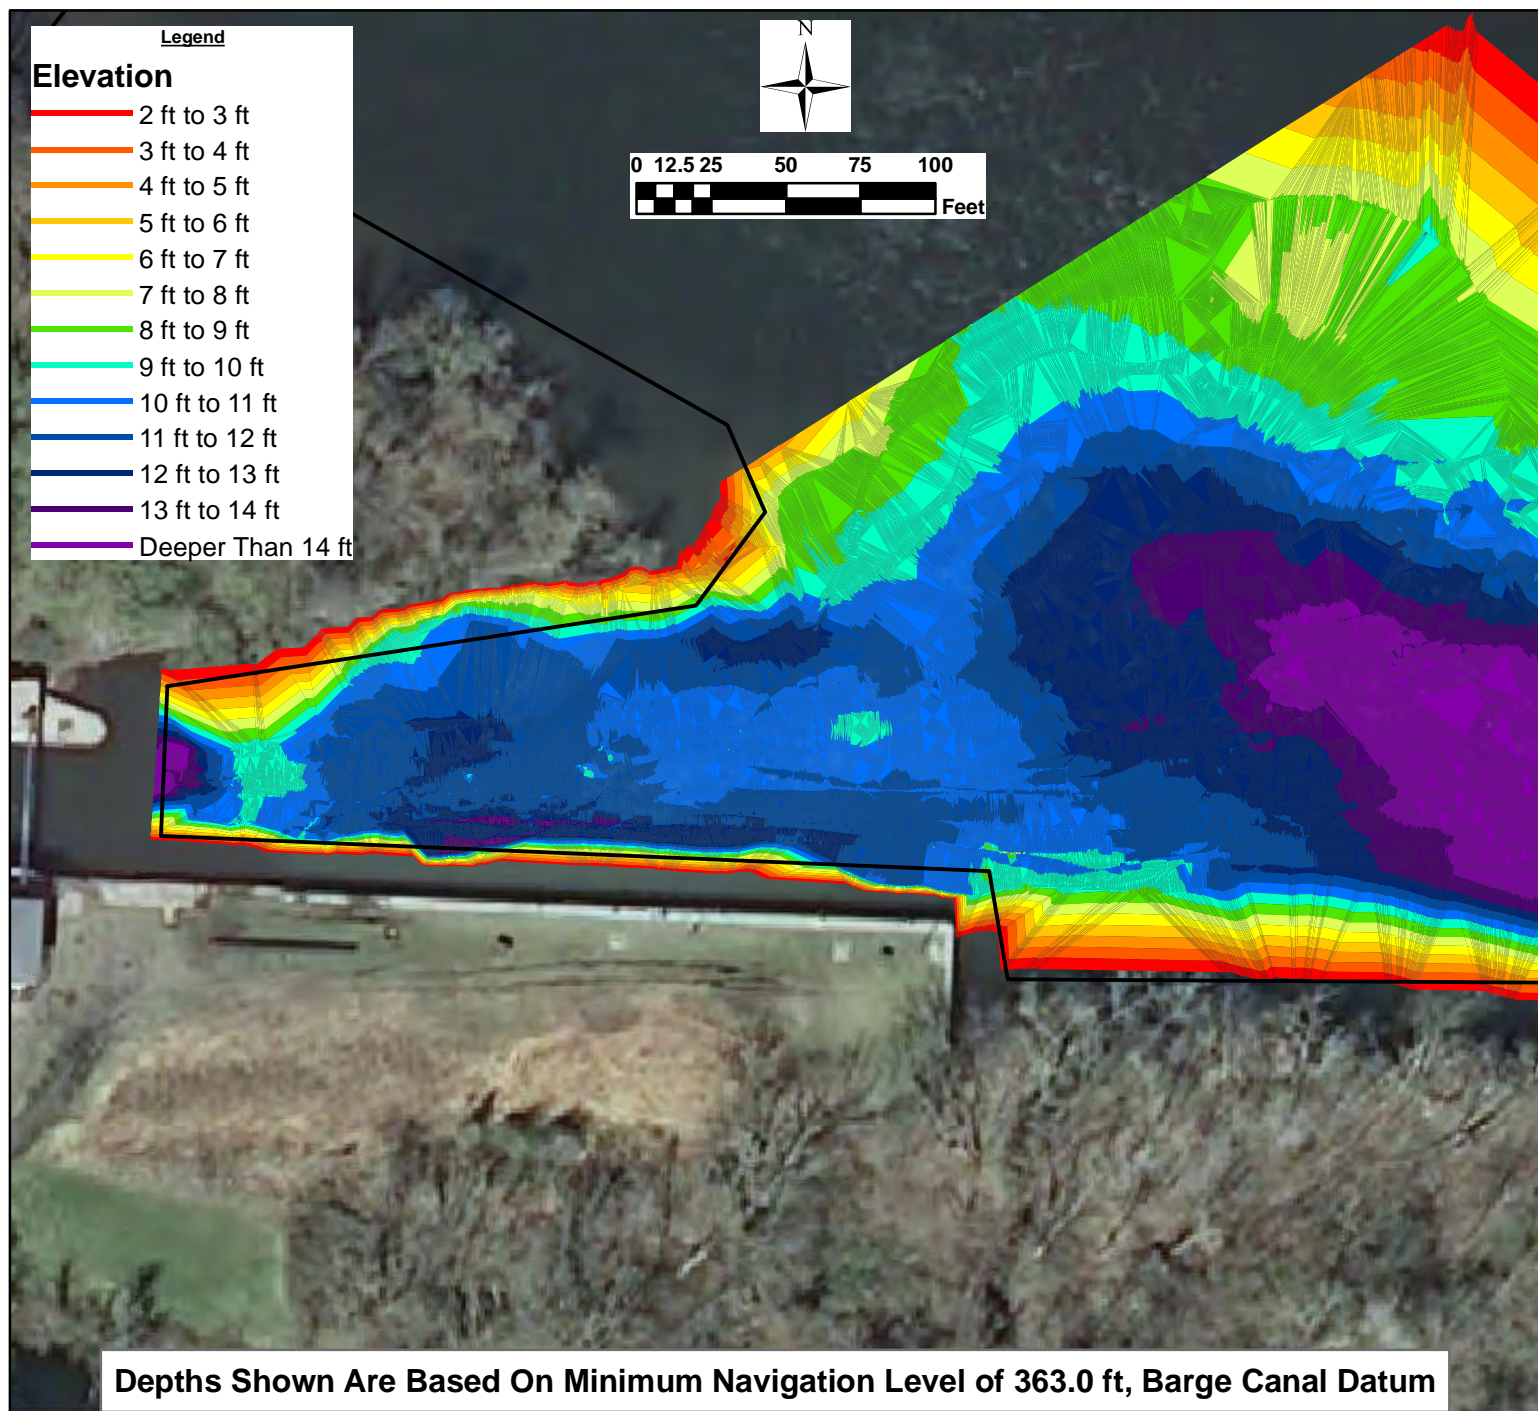 Legend
Elevation
2 ft to 3 ft
3 ft to 4 ft
4 ft to 5 ft
5 ft to 6 ft
6 ft to 7 ft
7 ft to 8 ft
8 ft to 9 ft
9 ft to 10 ft
10 ft to 11 ft
11 ft to 12 ft
12 ft to 13 ft
13 ft to 14 ft
Deeper Than 14 ft
N
0 12.5 25 50 75 100
Feet
Depths Shown Are Based On Minimum Navigation Level of 363.0 ft, Barge Canal Datum